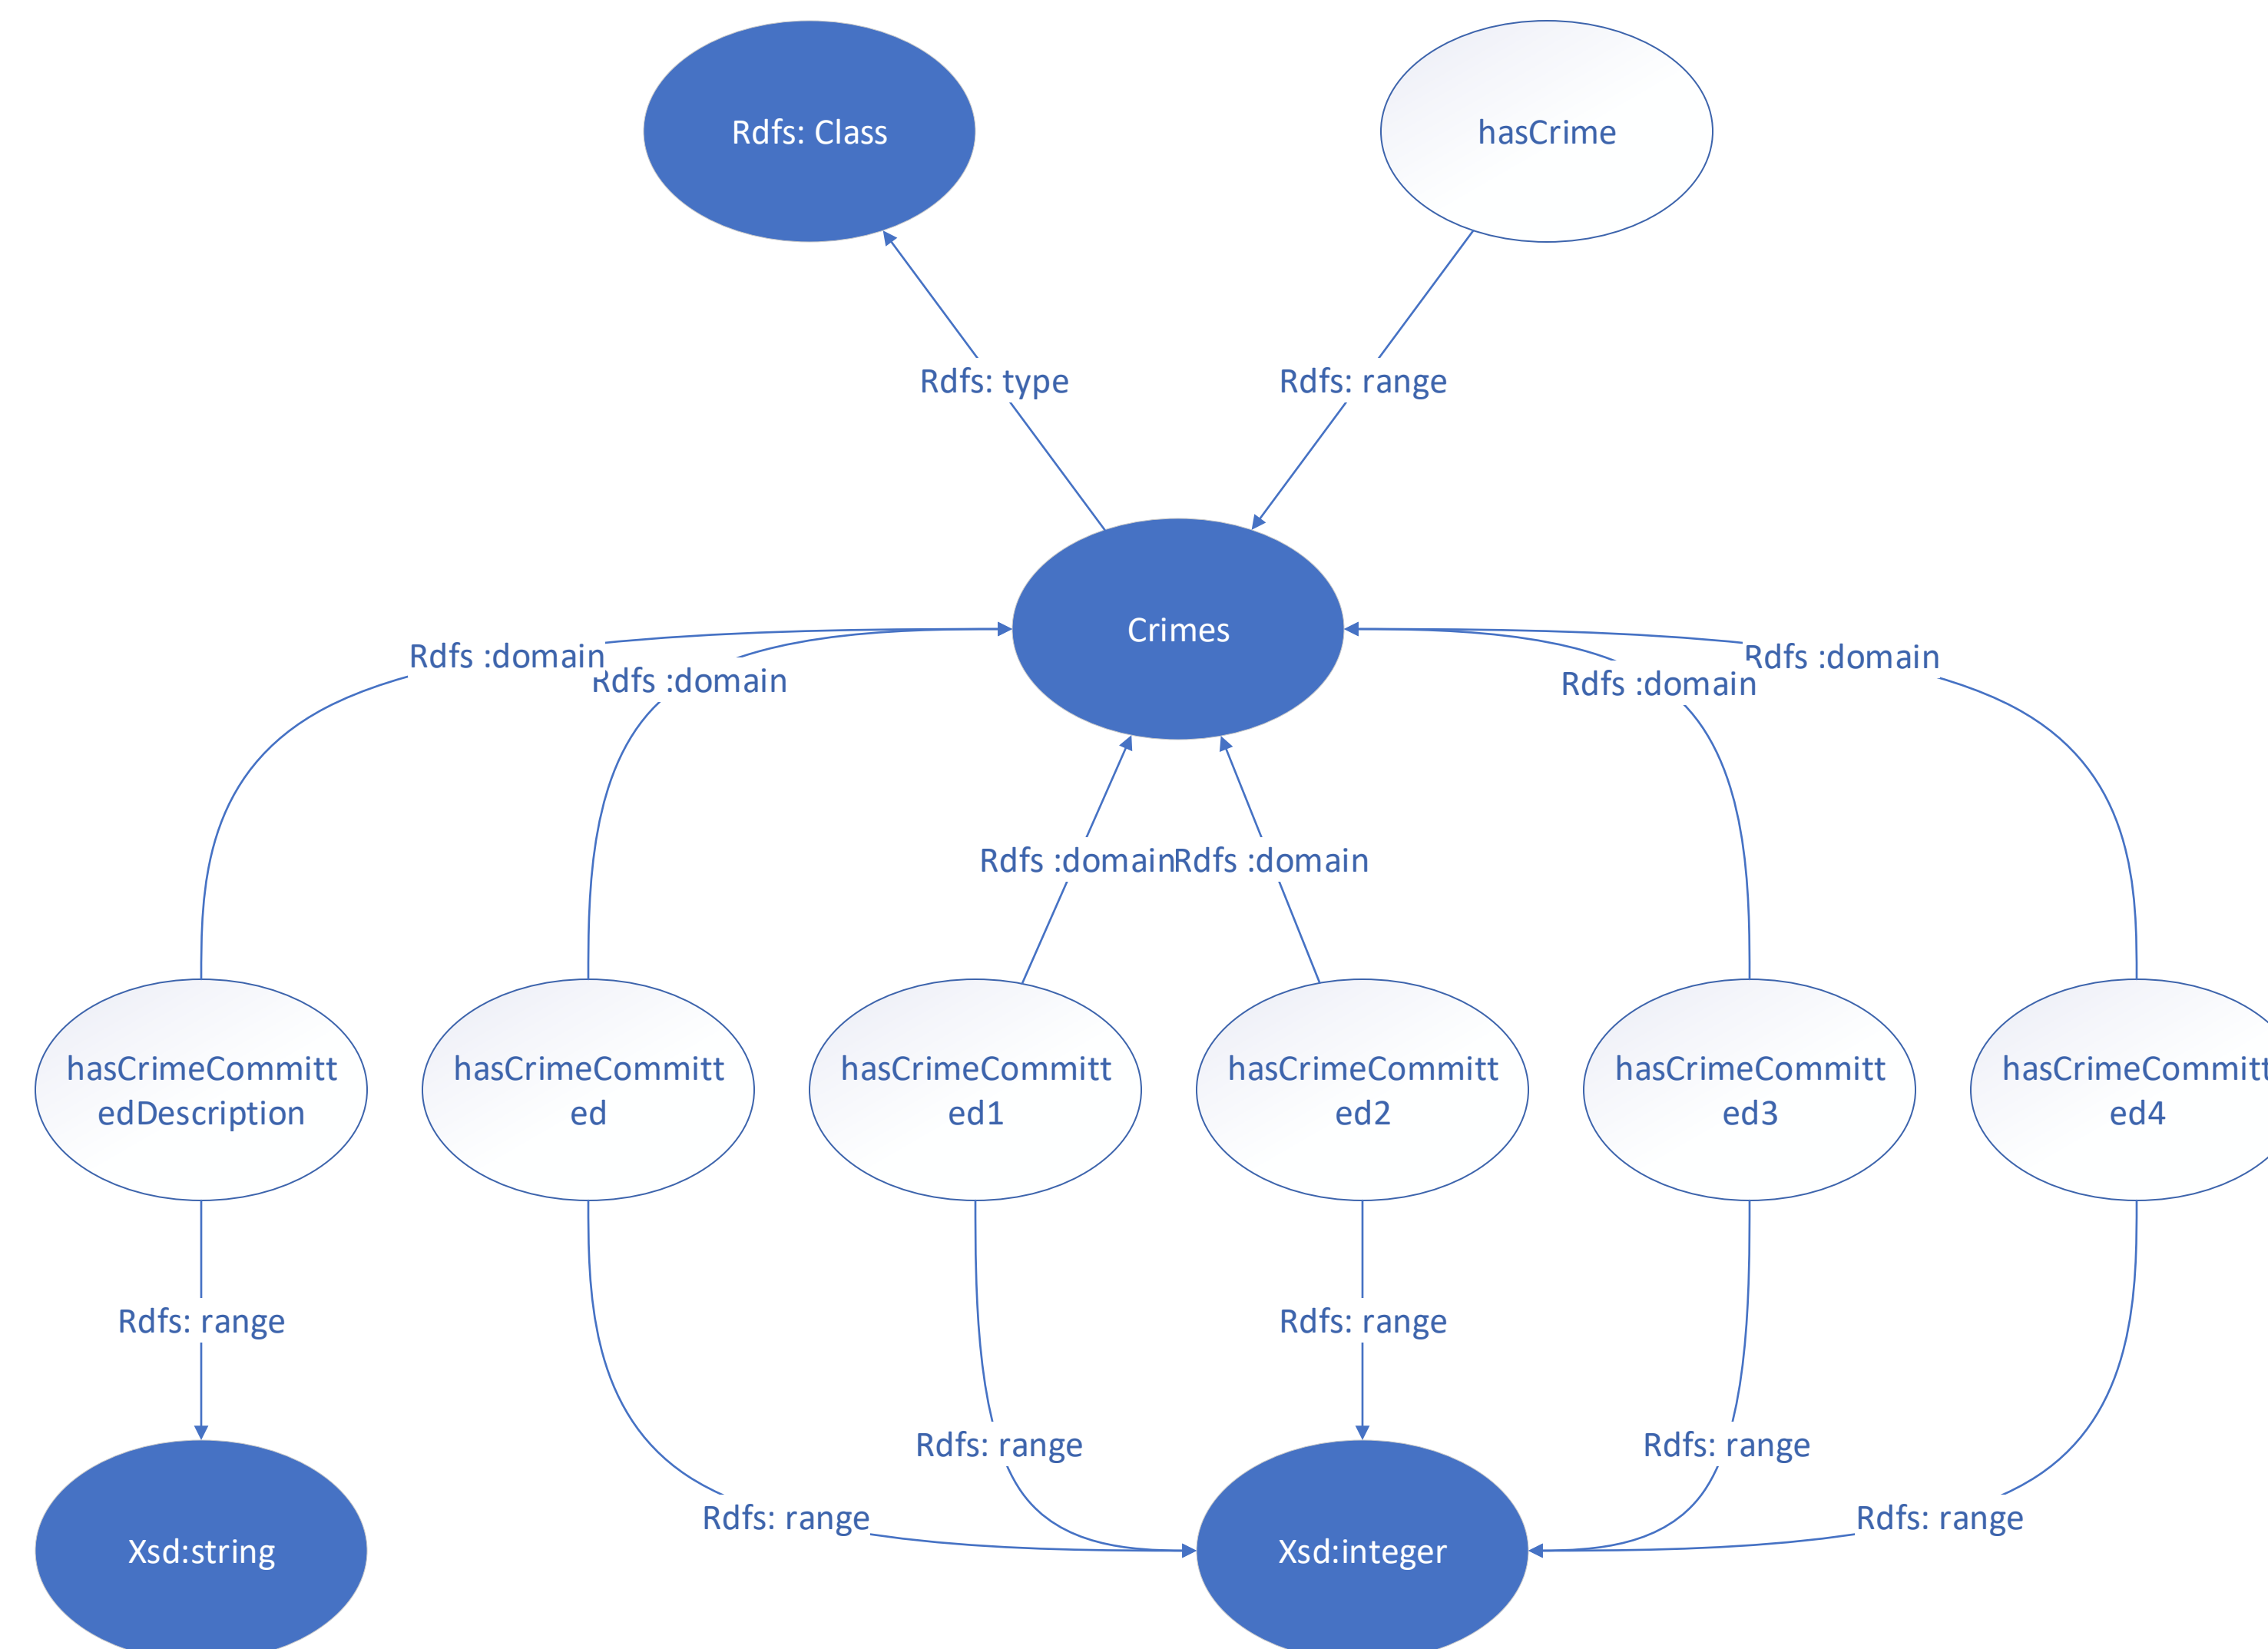 Rdfs: Class
hasCrime
Rdfs: type
Rdfs: range
Crimes
Rdfs :domain
Rdfs :domain
Rdfs :domain
Rdfs :domain
Rdfs :domain
Rdfs :domain
hasCrimeCommitt
edDescription
hasCrimeCommitt
ed
hasCrimeCommitt
ed1
hasCrimeCommitt
ed2
hasCrimeCommitt
ed3
hasCrimeCommitt
ed4
Rdfs: range
Rdfs: range
Rdfs: range
Rdfs: range
Rdfs: range
Rdfs: range
Xsd:string
Xsd:integer